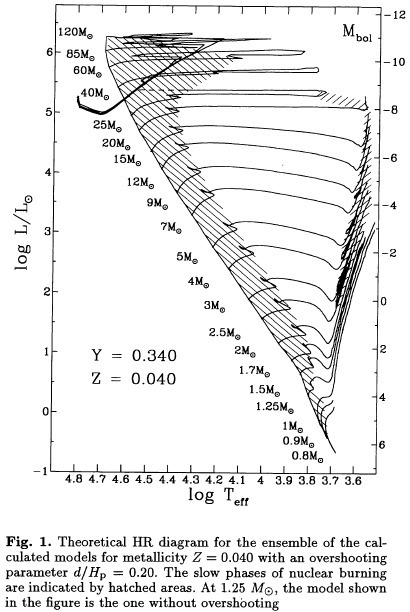 M_bol
120M⊙
85M⊙
60M⊙
40M⊙
25M⊙
20M⊙
15M⊙
12M⊙
9M⊙
7M⊙
5M⊙
4M⊙
3M⊙
2.5M⊙
2M⊙
1.7M⊙
1.5M⊙
1.25M⊙
1M⊙
0.9M⊙
0.8M⊙
Y = 0.340
Z = 0.040
log L/L⊙
6
5
4
3
2
1
0
−1
−12
−10
−8
−6
−4
−2
0
2
4
6
4.8 4.7 4.6 4.5 4.4 4.3 4.2 4.1 4 3.9 3.8 3.7 3.6
log T_eff
Fig. 1. Theoretical HR diagram for the ensemble of the cal-
culated models for metallicity Z = 0.040 with an overshooting
parameter d/H_p = 0.20. The slow phases of nuclear burning
are indicated by hatched areas. At 1.25 M⊙, the model shown
in the figure is the one without overshooting